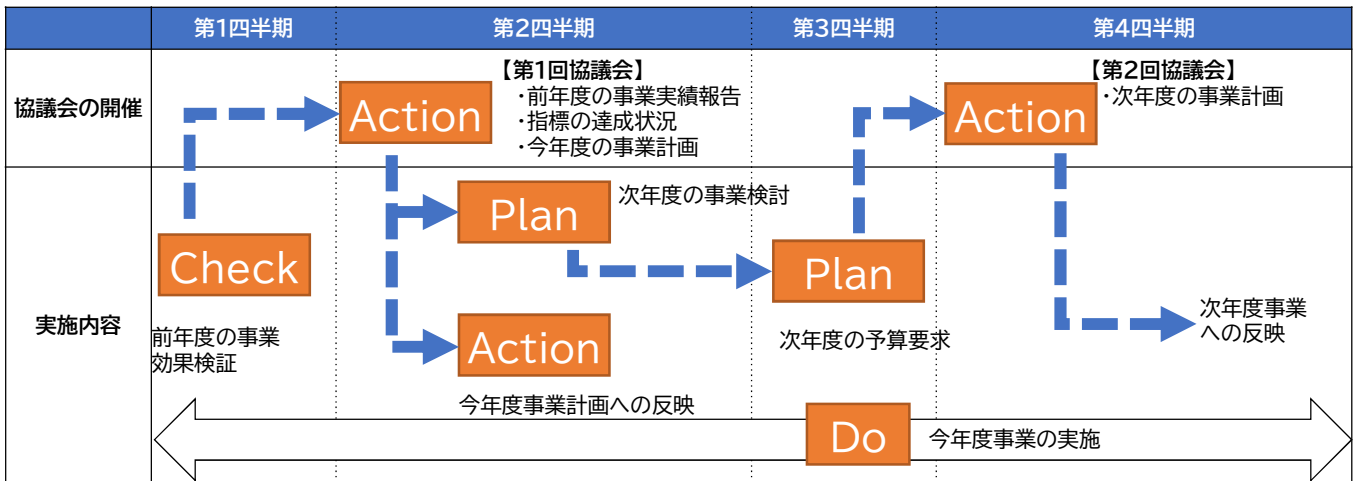 第1四半期
第2四半期
第3四半期
第4四半期
協議会の開催
Action
【第1回協議会】
・前年度の事業実績報告
・指標の達成状況
・今年度の事業計画
Action
【第2回協議会】
・次年度の事業計画
実施内容
Check
前年度の事業
効果検証
Plan
次年度の事業検討
Action
今年度事業計画への反映
Plan
次年度の予算要求
次年度事業
への反映
Do
今年度事業の実施